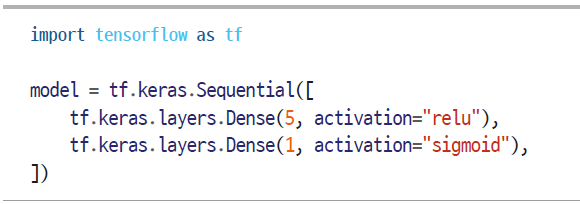 import tensorflow as tf
model = tf.keras.Sequential([
    tf.keras.layers.Dense(5, activation="relu"),
    tf.keras.layers.Dense(1, activation="sigmoid"),
])